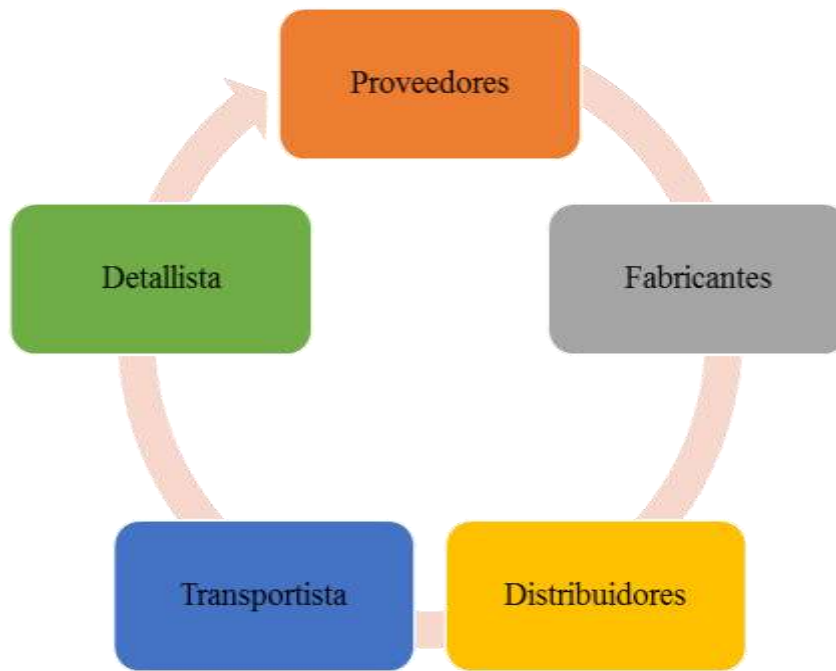 Proveedores
Fabricantes
Distribuidores
Transportista
Detallista